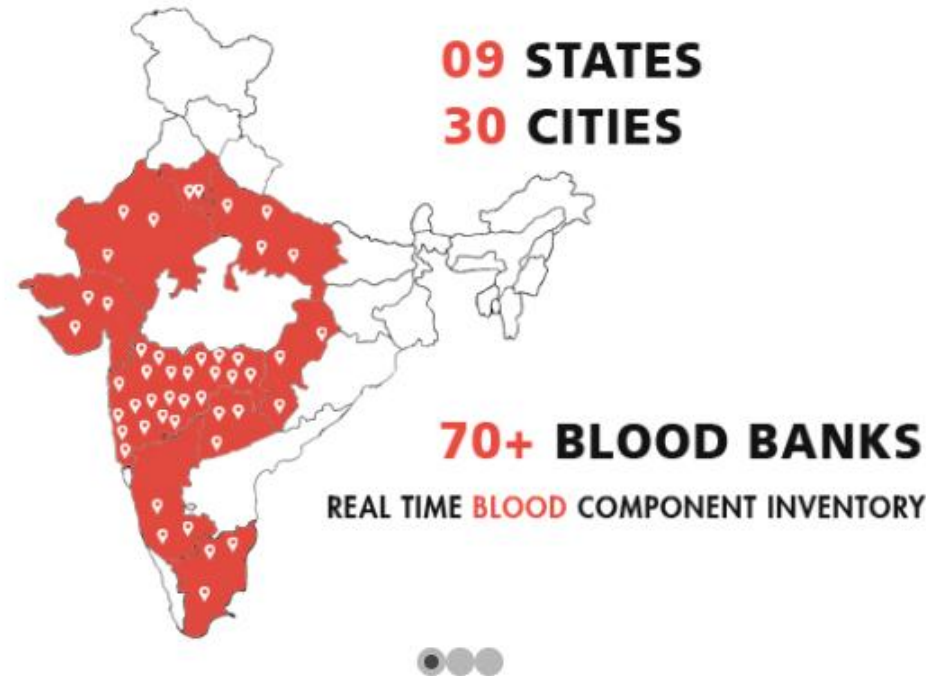 09 STATES
30 CITIES
70+ BLOOD BANKS
REAL TIME BLOOD COMPONENT INVENTORY